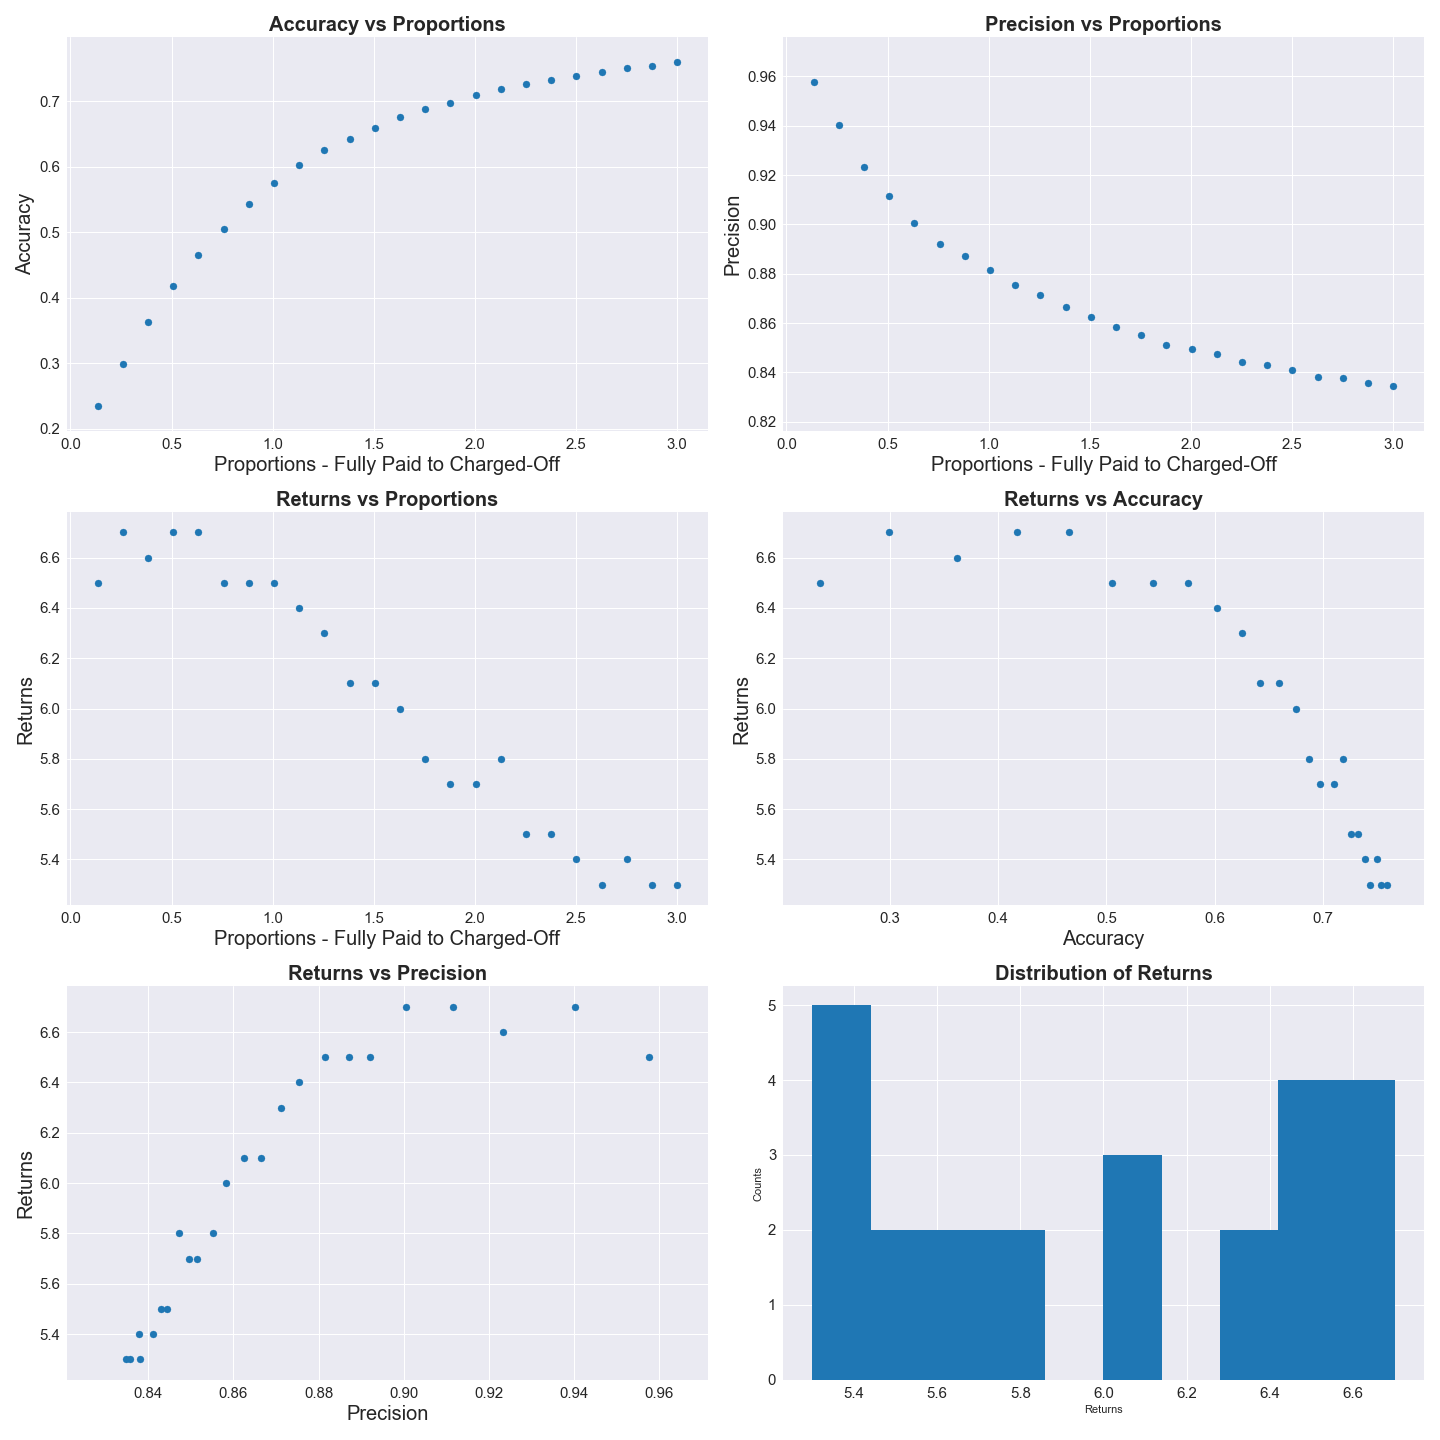 Accuracy vs Proportions
Accuracy
0.7
0.6
0.5
0.4
0.3
0.2
0.0 0.5 1.0 1.5 2.0 2.5 3.0
Proportions - Fully Paid to Charged-Off
Precision vs Proportions
Precision
0.96
0.94
0.92
0.90
0.88
0.86
0.84
0.82
0.0 0.5 1.0 1.5 2.0 2.5 3.0
Proportions - Fully Paid to Charged-Off
Returns vs Proportions
Returns
6.6
6.4
6.2
6.0
5.8
5.6
5.4
0.0 0.5 1.0 1.5 2.0 2.5 3.0
Proportions - Fully Paid to Charged-Off
Returns vs Accuracy
Returns
6.6
6.4
6.2
6.0
5.8
5.6
5.4
0.3 0.4 0.5 0.6 0.7
Accuracy
Returns vs Precision
Returns
6.6
6.4
6.2
6.0
5.8
5.6
5.4
0.84 0.86 0.88 0.90 0.92 0.94 0.96
Precision
Distribution of Returns
Counts
5
4
3
2
1
0
5.4 5.6 5.8 6.0 6.2 6.4 6.6
Returns